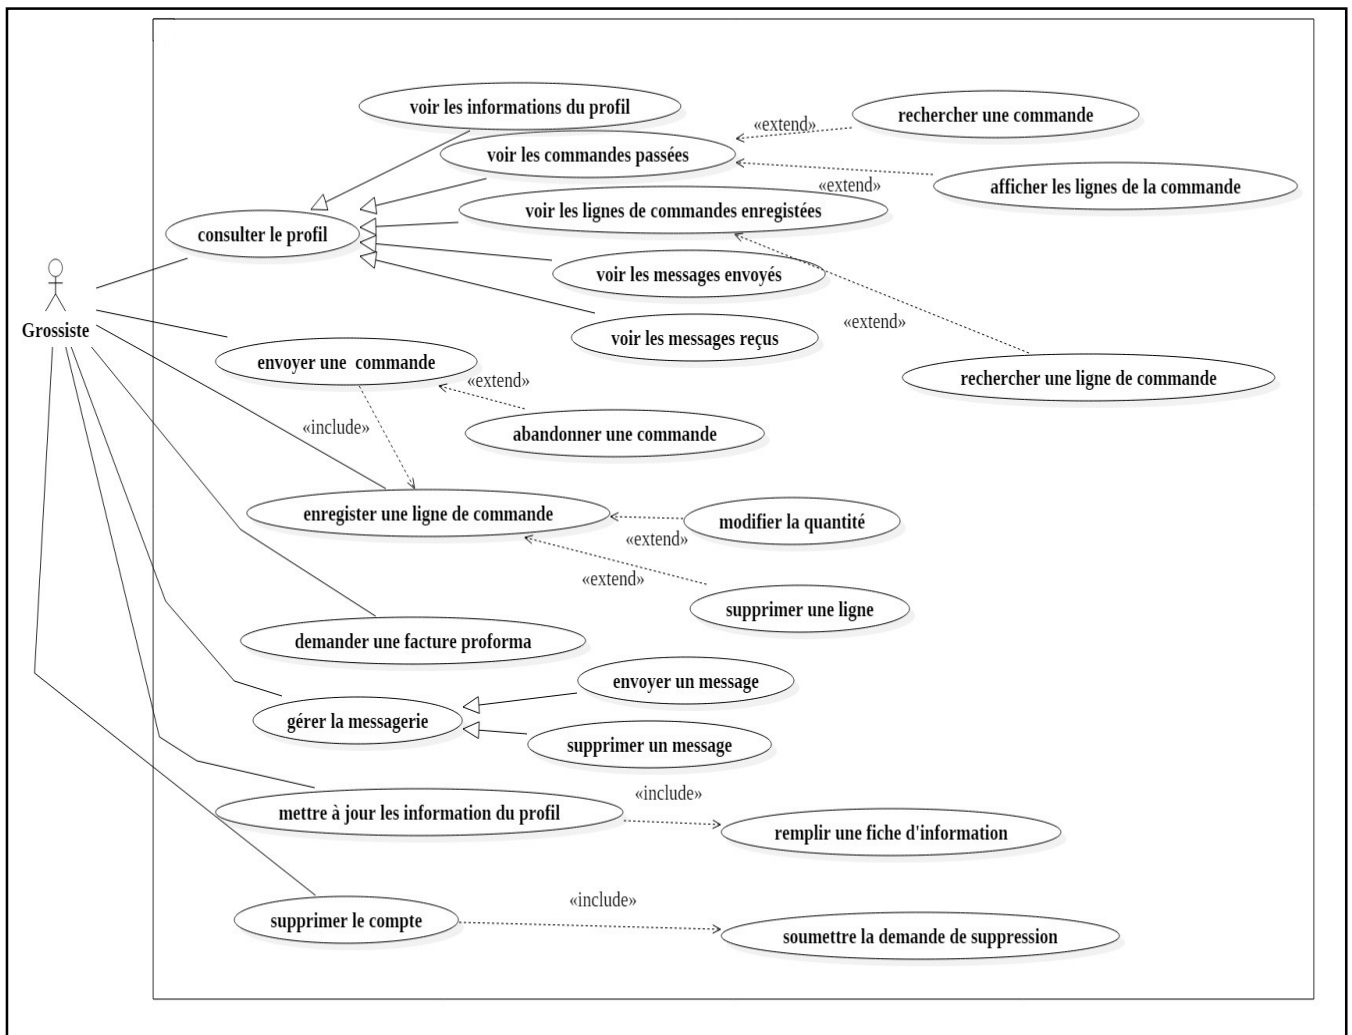 voir les informations du profil
rechercher une commande
«extend»
voir les commandes passées
afficher les lignes de la commande
«extend»
voir les lignes de commandes enregistées
consulter le profil
voir les messages envoyés
«extend»
Grossiste
voir les messages reçus
envoyer une  commande
«extend»
rechercher une ligne de commande
«include»
abandonner une commande
enregister une ligne de commande
modifier la quantité
«extend»
«extend»
supprimer une ligne
demander une facture proforma
envoyer un message
gérer la messagerie
supprimer un message
«include»
mettre à jour les information du profil
remplir une fiche d'information
«include»
supprimer le compte
soumettre la demande de suppression